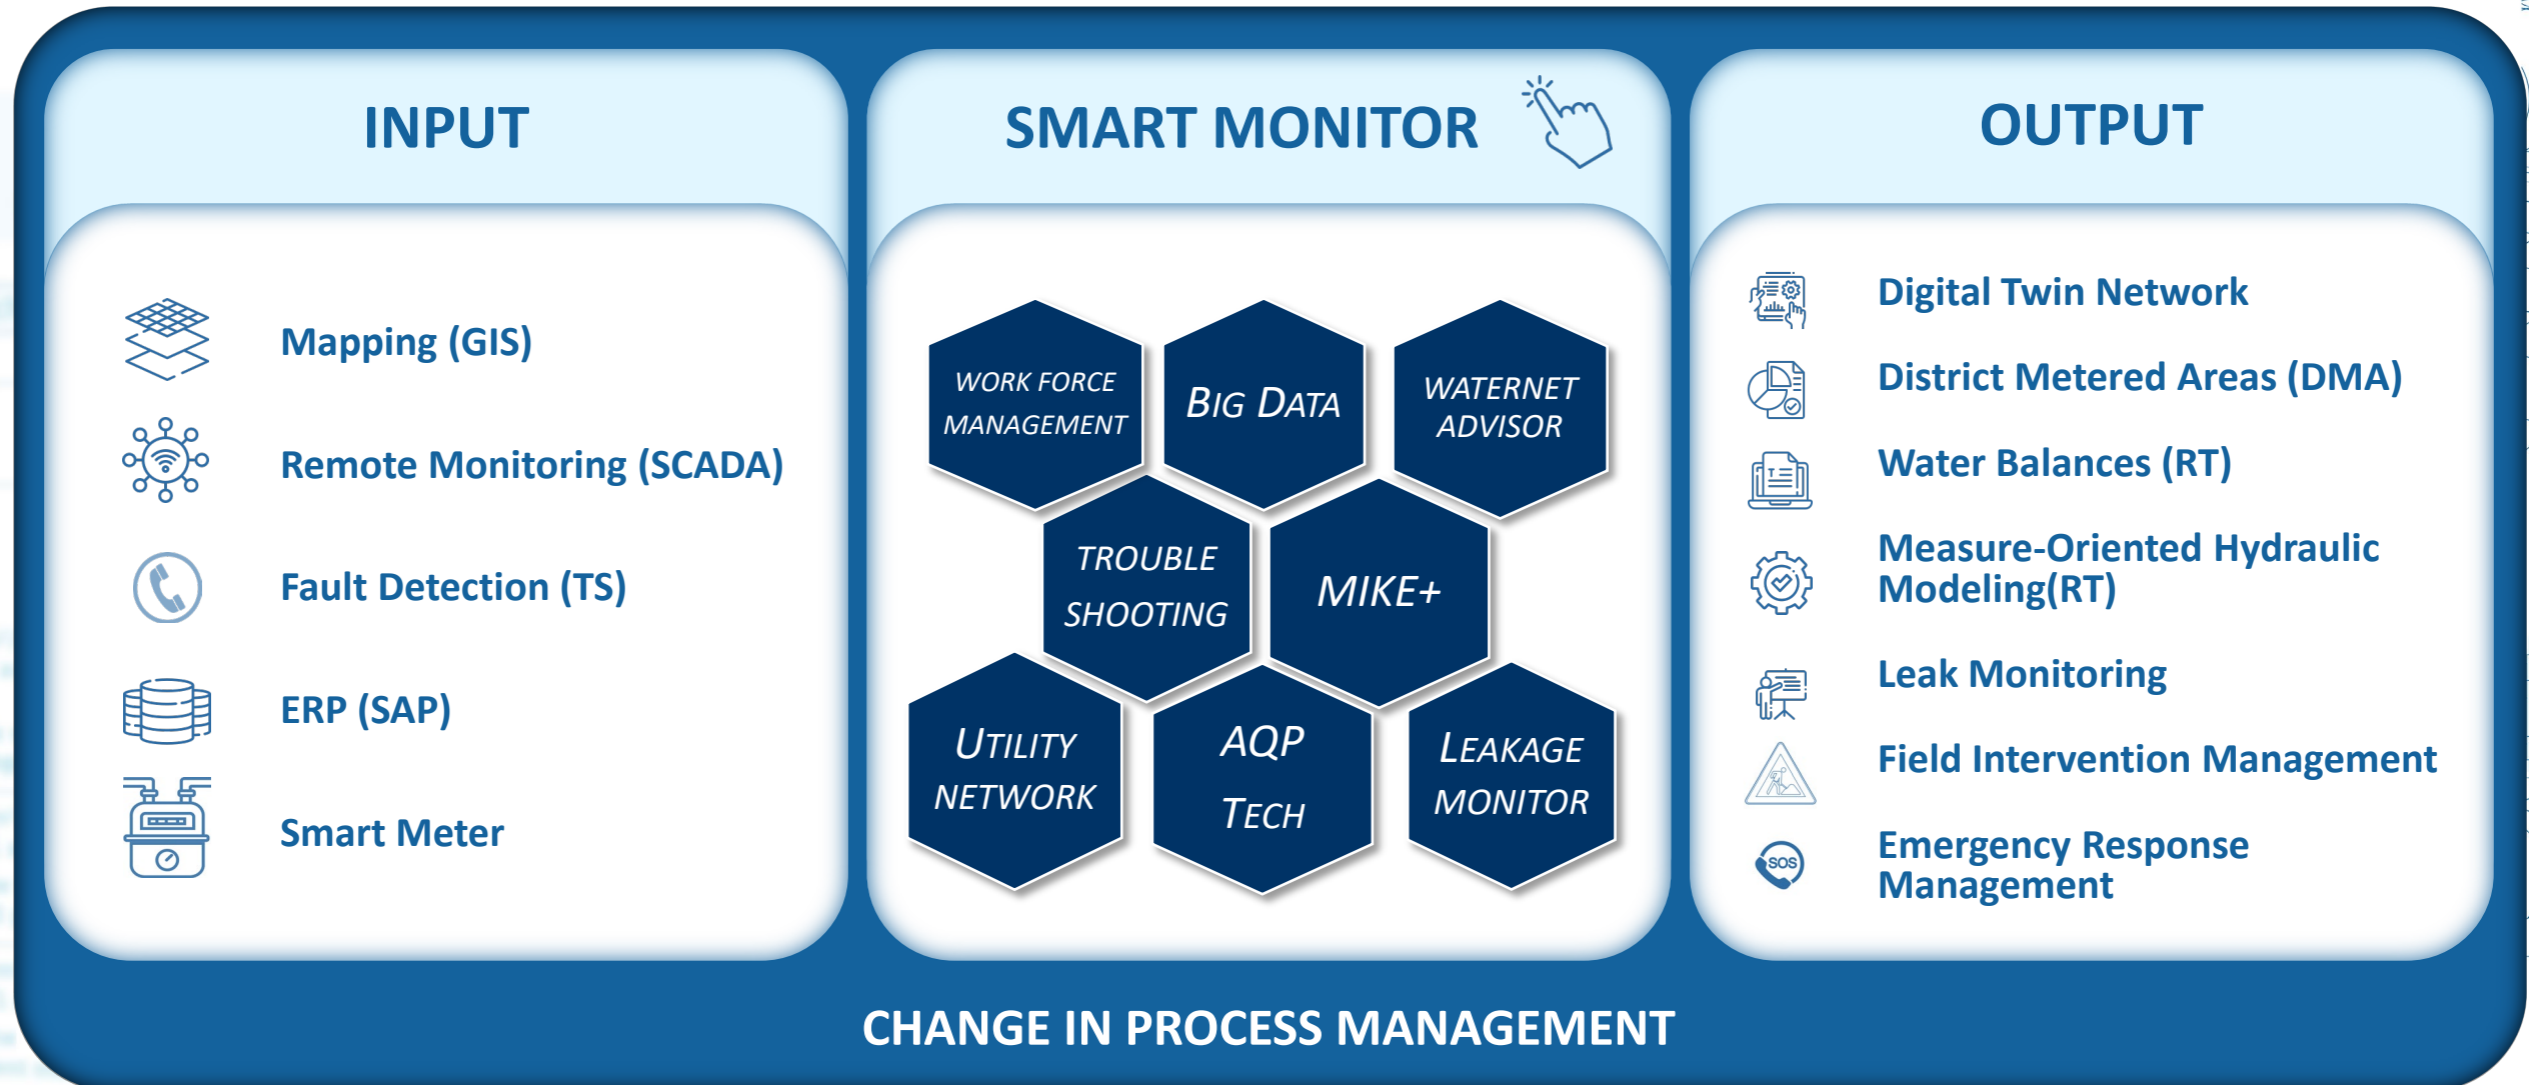 INPUT
Mapping (GIS)
Remote Monitoring (SCADA)
Fault Detection (TS)
ERP (SAP)
Smart Meter
SMART MONITOR
WORK FORCE
MANAGEMENT
BIG DATA
WATERNET
ADVISOR
TROUBLE
SHOOTING
MIKE+
UTILITY
NETWORK
AQP
TECH
LEAKAGE
MONITOR
OUTPUT
Digital Twin Network
District Metered Areas (DMA)
Water Balances (RT)
Measure-Oriented Hydraulic
Modeling(RT)
Leak Monitoring
Field Intervention Management
SOS
Emergency Response
Management
CHANGE IN PROCESS MANAGEMENT